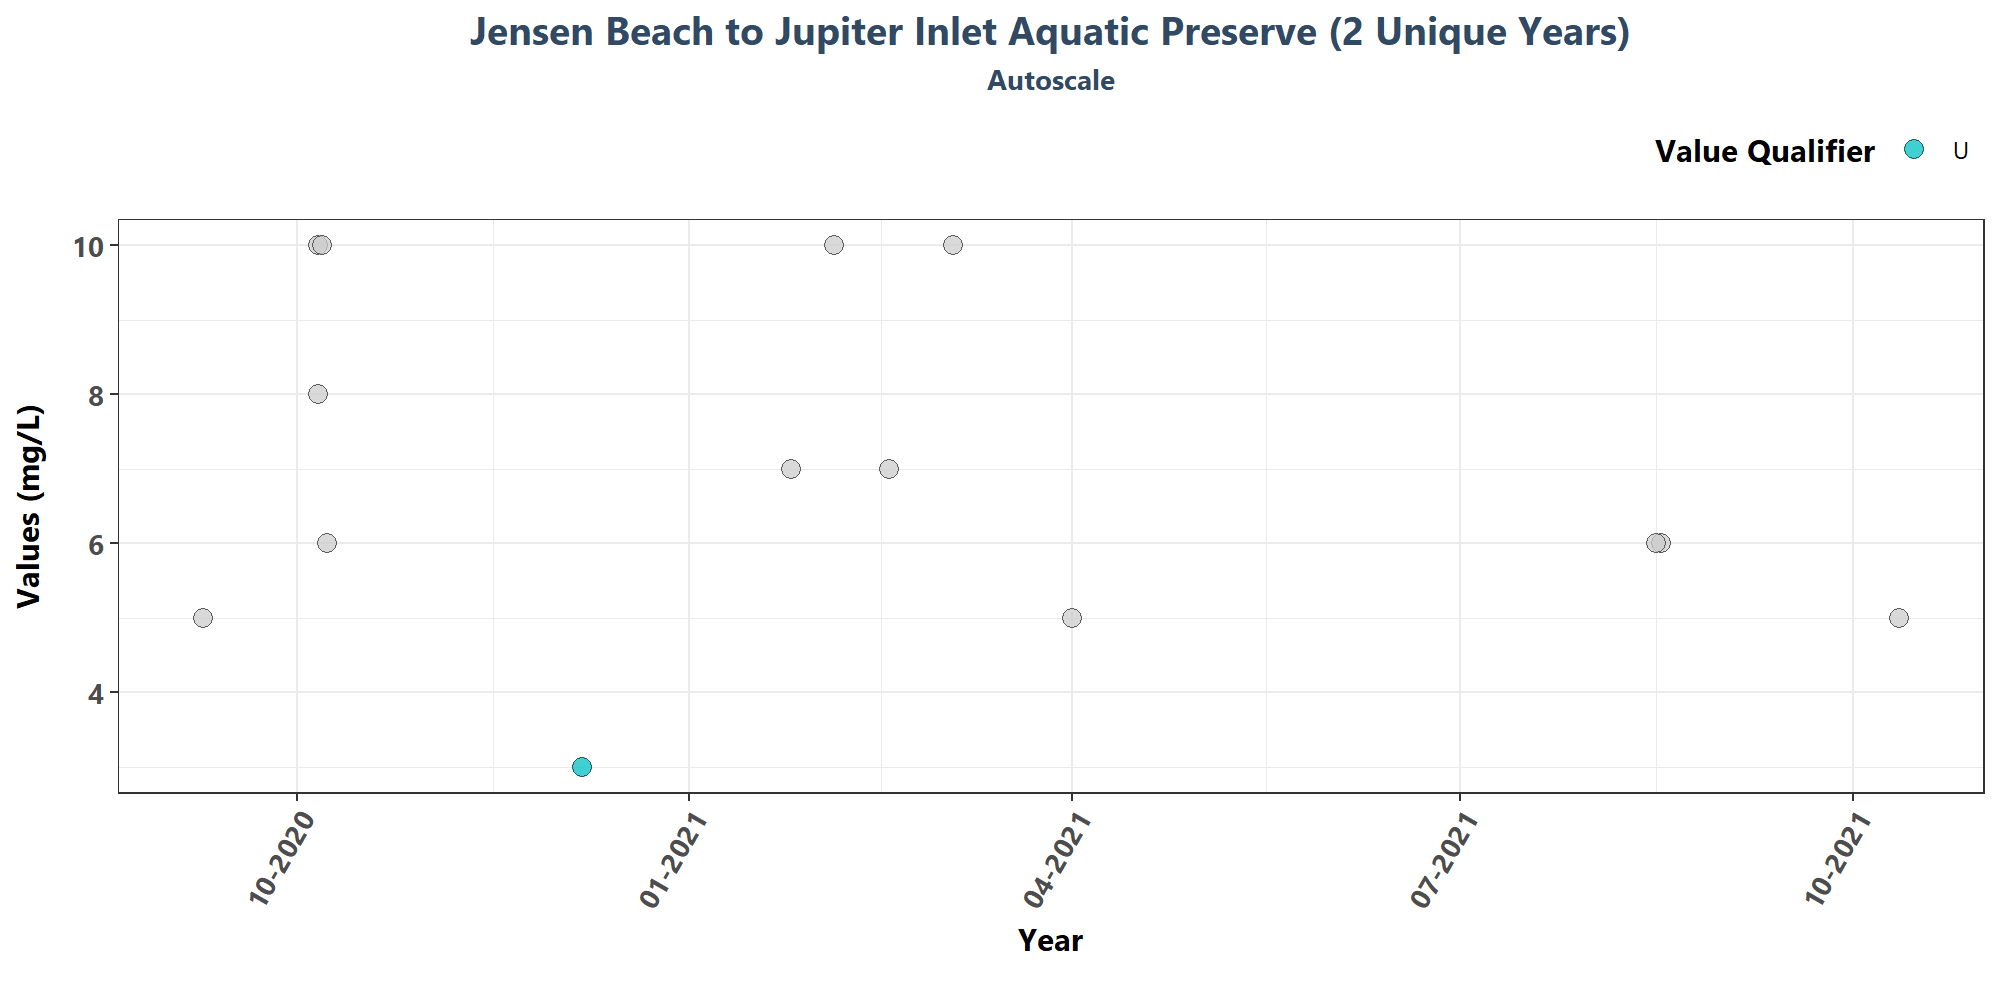 Jensen Beach to Jupiter Inlet Aquatic Preserve (2 Unique Years)
Autoscale
Value Qualifier U
Values (mg/L)
10
8
6
4
10-2020
01-2021
04-2021
07-2021
10-2021
Year